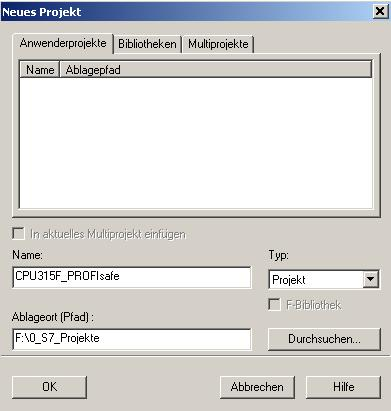 Neues Projekt
Anwenderprojekte Bibliotheken Multiprojekte
Name Ablagepfad
In aktuelles Multiprojekt einfügen
Name: Typ:
CPU315F_PROFIsafe Projekt
F-Bibliothek
Ablageort (Pfad) :
F:\0_S7_Projekte Durchsuchen...
OK Abbrechen Hilfe